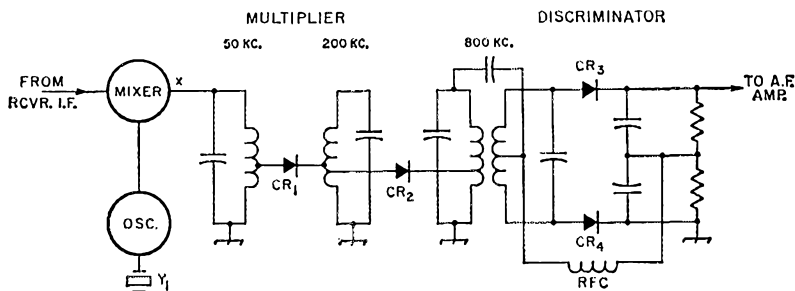 MULTIPLIER
DISCRIMINATOR
50 KC.
200 KC.
800 KC.
FROM
RCVR. I.F.
MIXER
X
CR1
CR2
CR3
CR4
TO A.F.
AMP.
OSC.
Y1
RFC